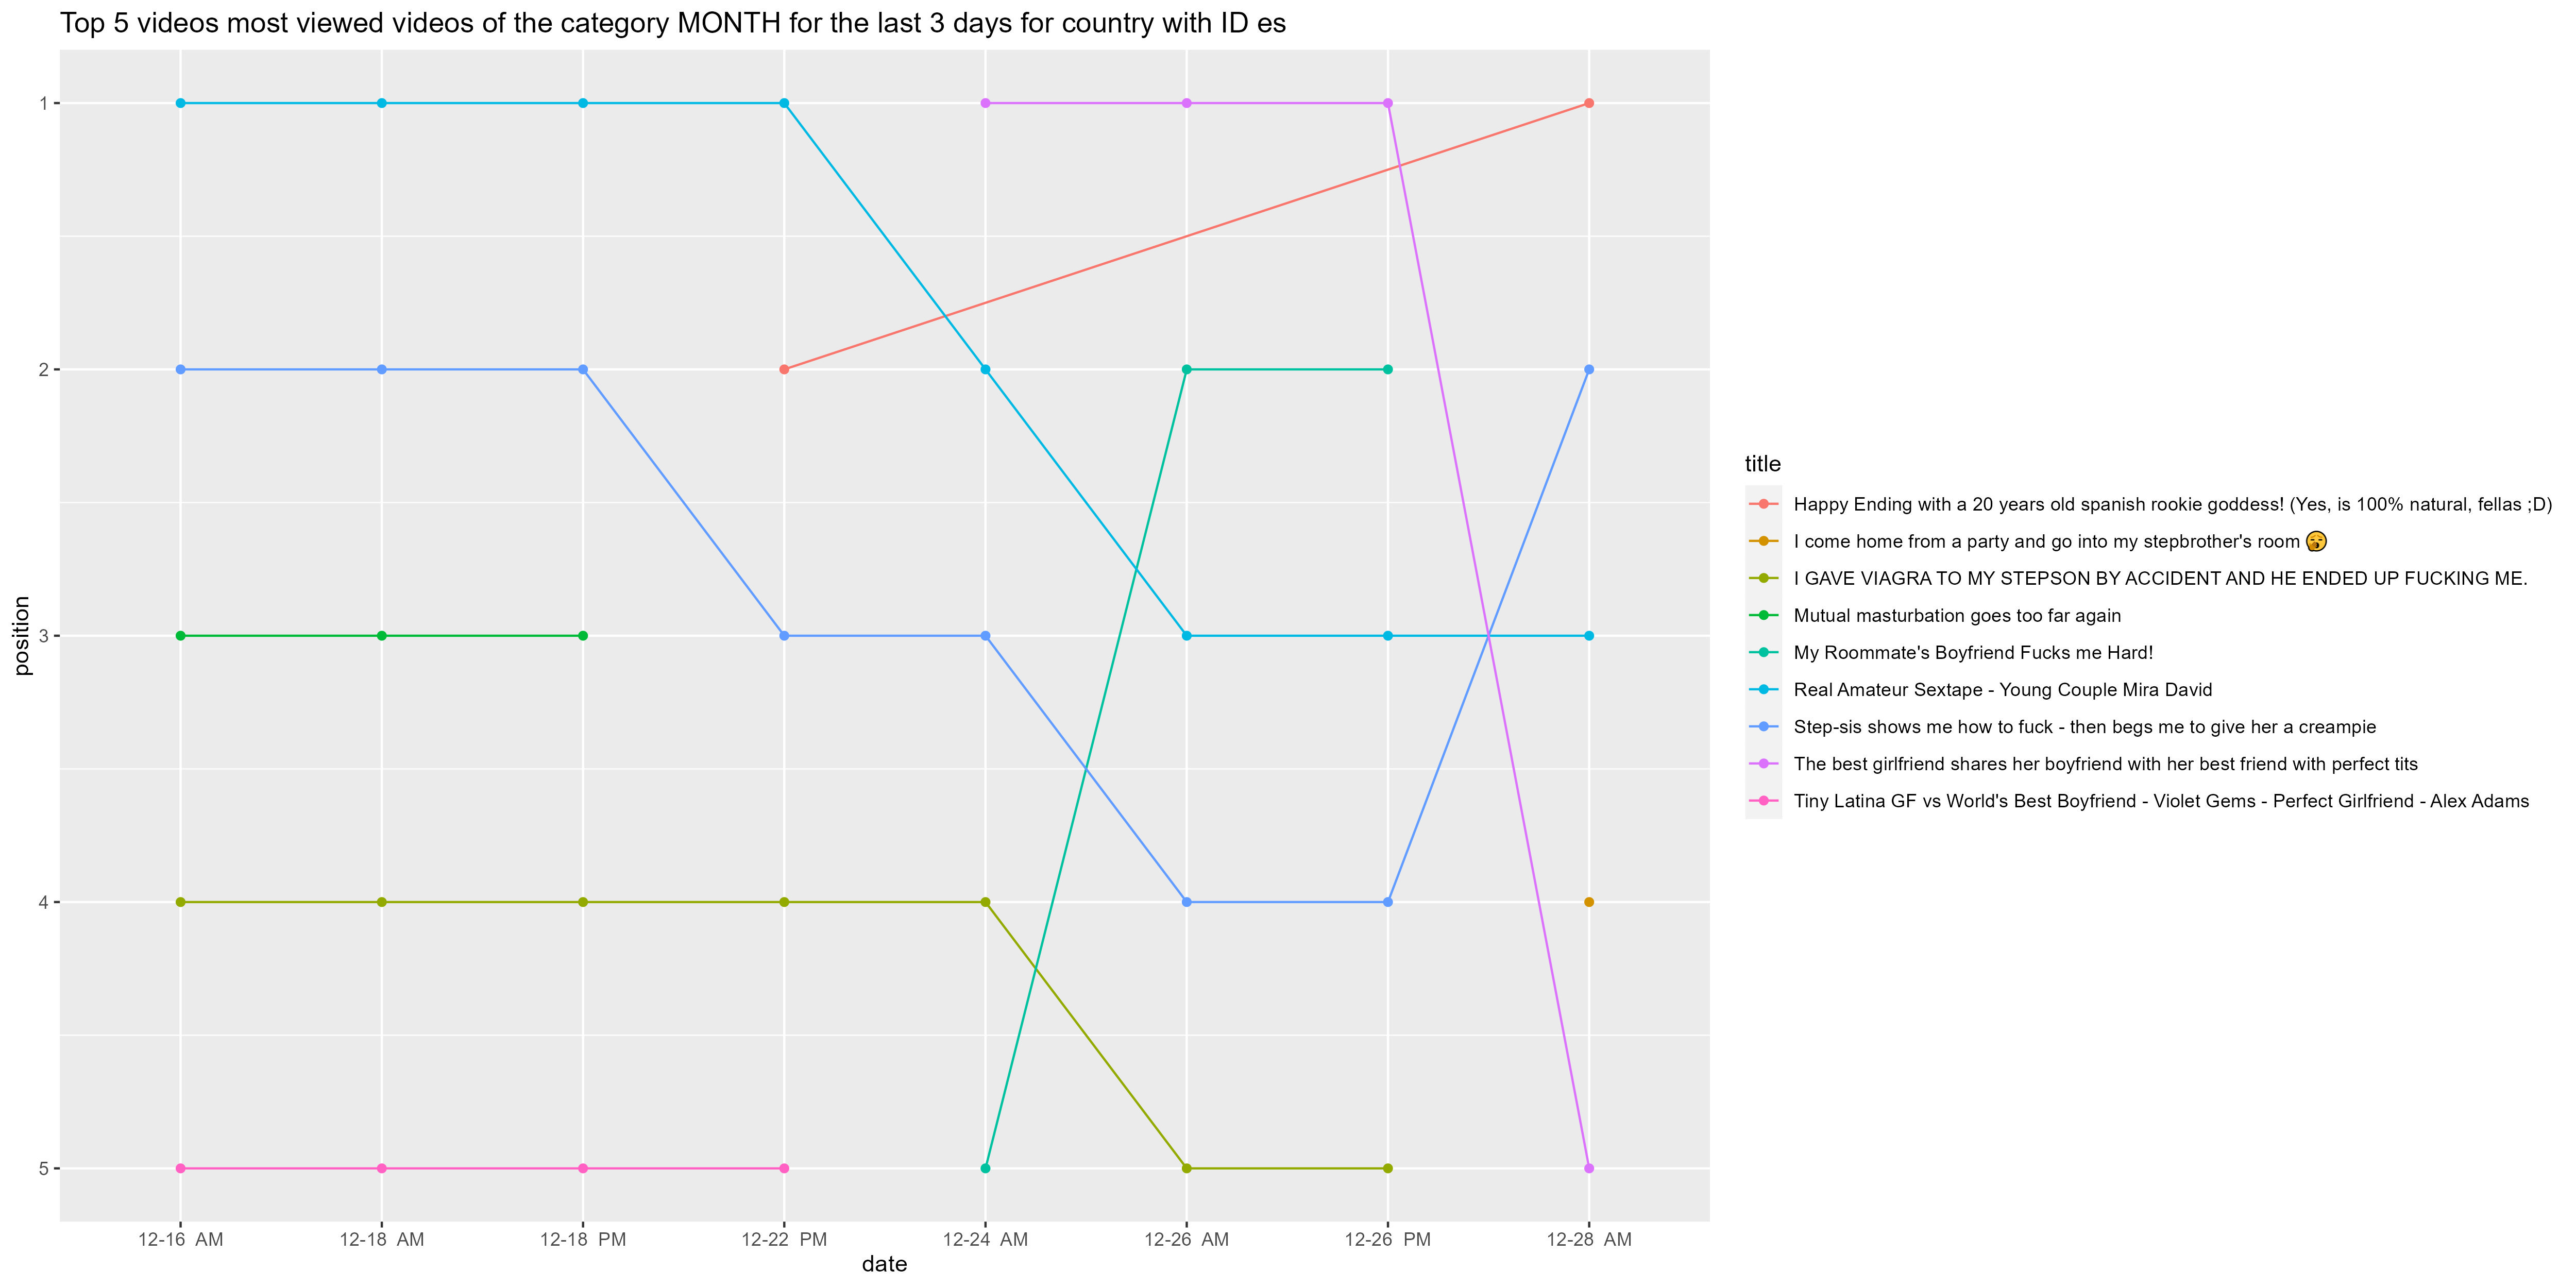 Top 5 videos most viewed videos of the category MONTH for the last 3 days for country with ID es
position
1
2
3
4
5
12-16 AM
12-18 AM
12-18 PM
12-22 PM
12-24 AM
12-26 AM
12-26 PM
12-28 AM
date
title
Happy Ending with a 20 years old spanish rookie goddess! (Yes, is 100% natural, fellas ;D)
I come home from a party and go into my stepbrother's room 🥱
I GAVE VIAGRA TO MY STEPSON BY ACCIDENT AND HE ENDED UP FUCKING ME.
Mutual masturbation goes too far again
My Roommate's Boyfriend Fucks me Hard!
Real Amateur Sextape - Young Couple Mira David
Step-sis shows me how to fuck - then begs me to give her a creampie
The best girlfriend shares her boyfriend with her best friend with perfect tits
Tiny Latina GF vs World's Best Boyfriend - Violet Gems - Perfect Girlfriend - Alex Adams